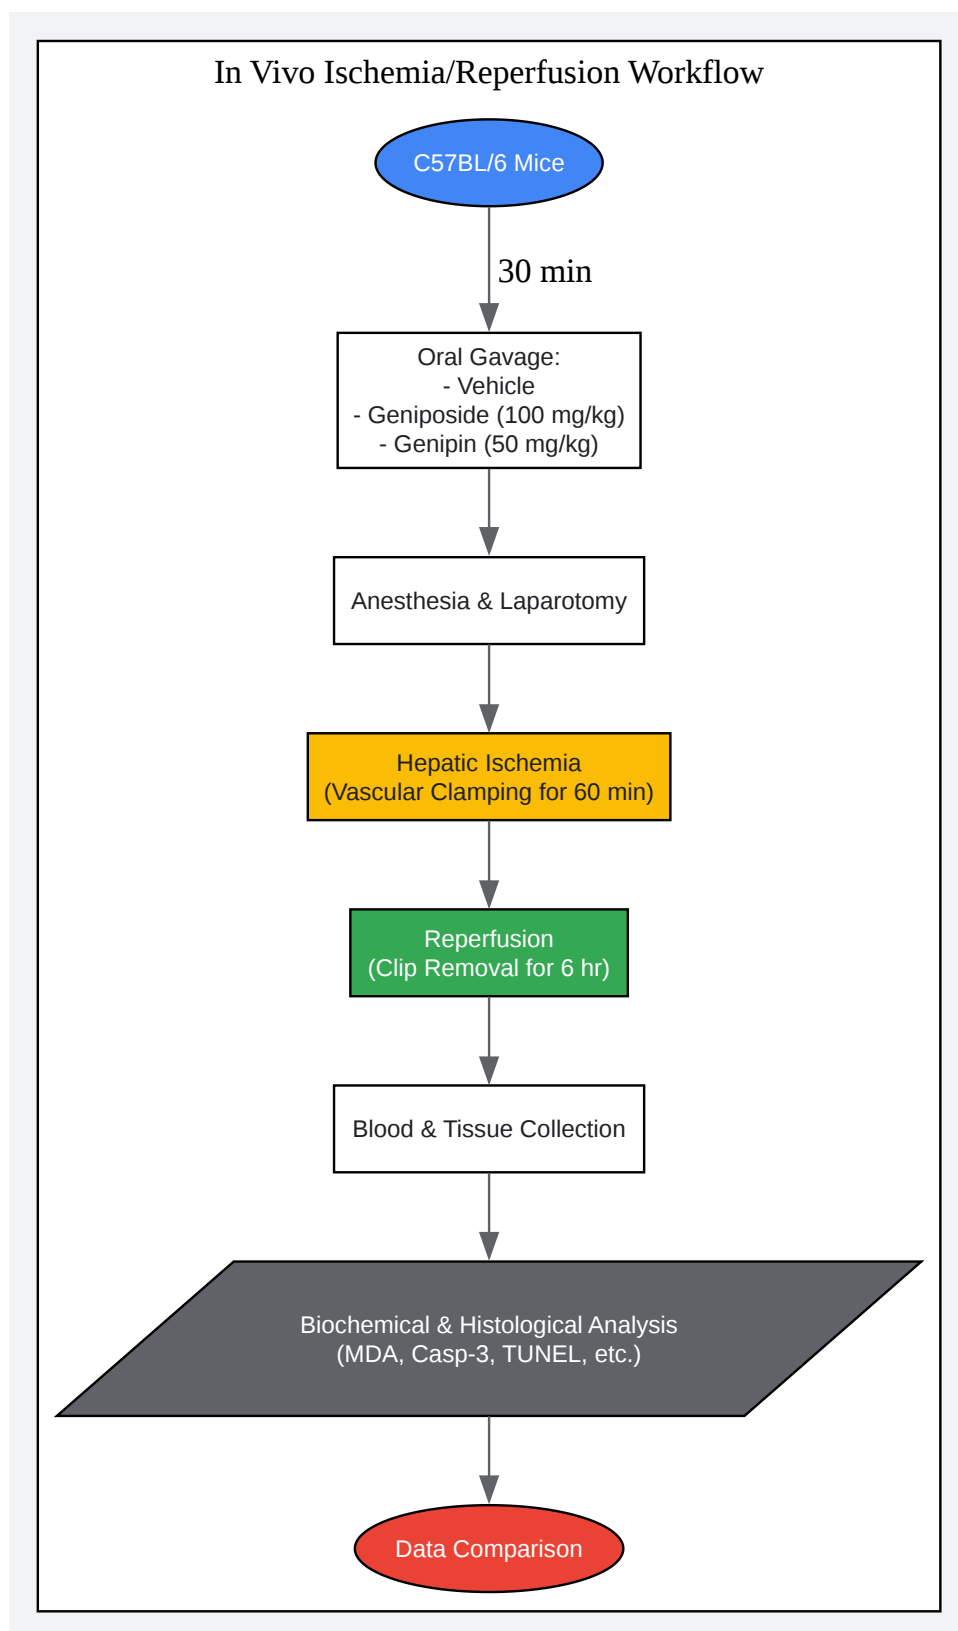 In Vivo Ischemia/Reperfusion Workflow
C57BL/6 Mice
30 min
Oral Gavage:
- Vehicle
- Geniposide (100 mg/kg)
- Genipin (50 mg/kg)
Anesthesia & Laparotomy
Hepatic Ischemia
(Vascular Clamping for 60 min)
Reperfusion
(Clip Removal for 6 hr)
Blood & Tissue Collection
Biochemical & Histological Analysis
(MDA, Casp-3, TUNEL, etc.)
Data Comparison